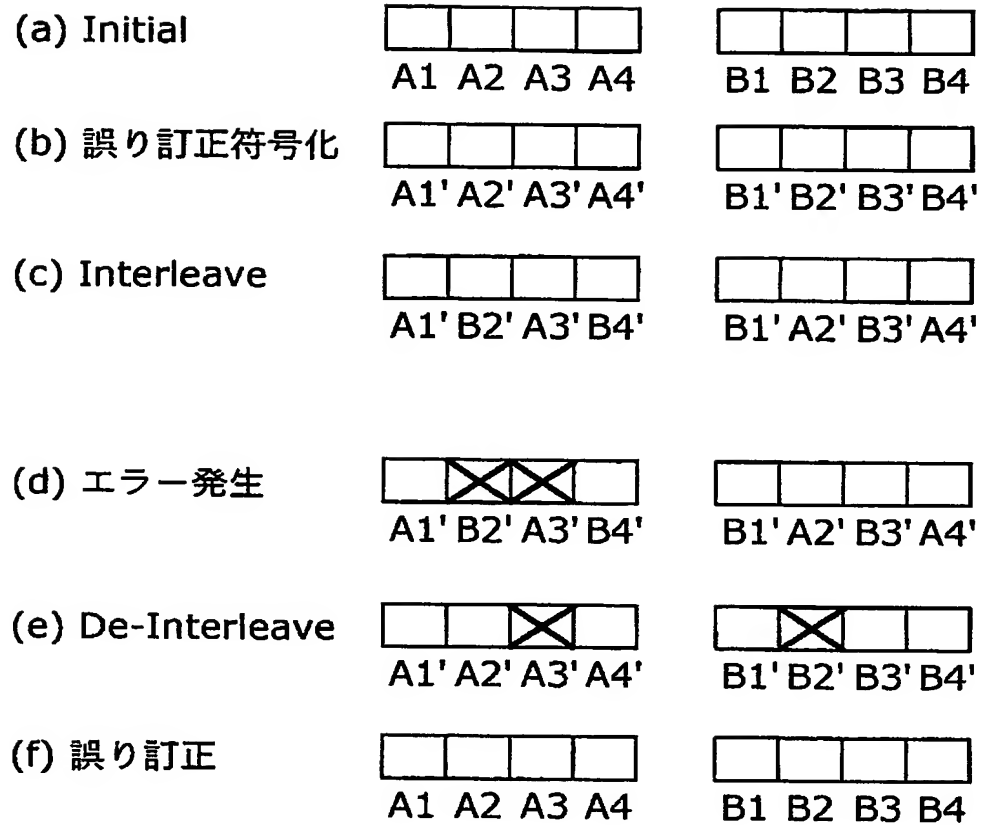 (a) Initial
A1 A2 A3 A4 B1 B2 B3 B4
(b) 誤り訂正符号化
A1' A2' A3' A4' B1' B2' B3' B4'
(c) Interleave
A1' B2' A3' B4' B1' A2' B3' A4'
(d) エラー発生
A1' B2' A3' B4' B1' A2' B3' A4'
(e) De-Interleave
A1' A2' A3' A4' B1' B2' B3' B4'
(f) 誤り訂正
A1 A2 A3 A4 B1 B2 B3 B4